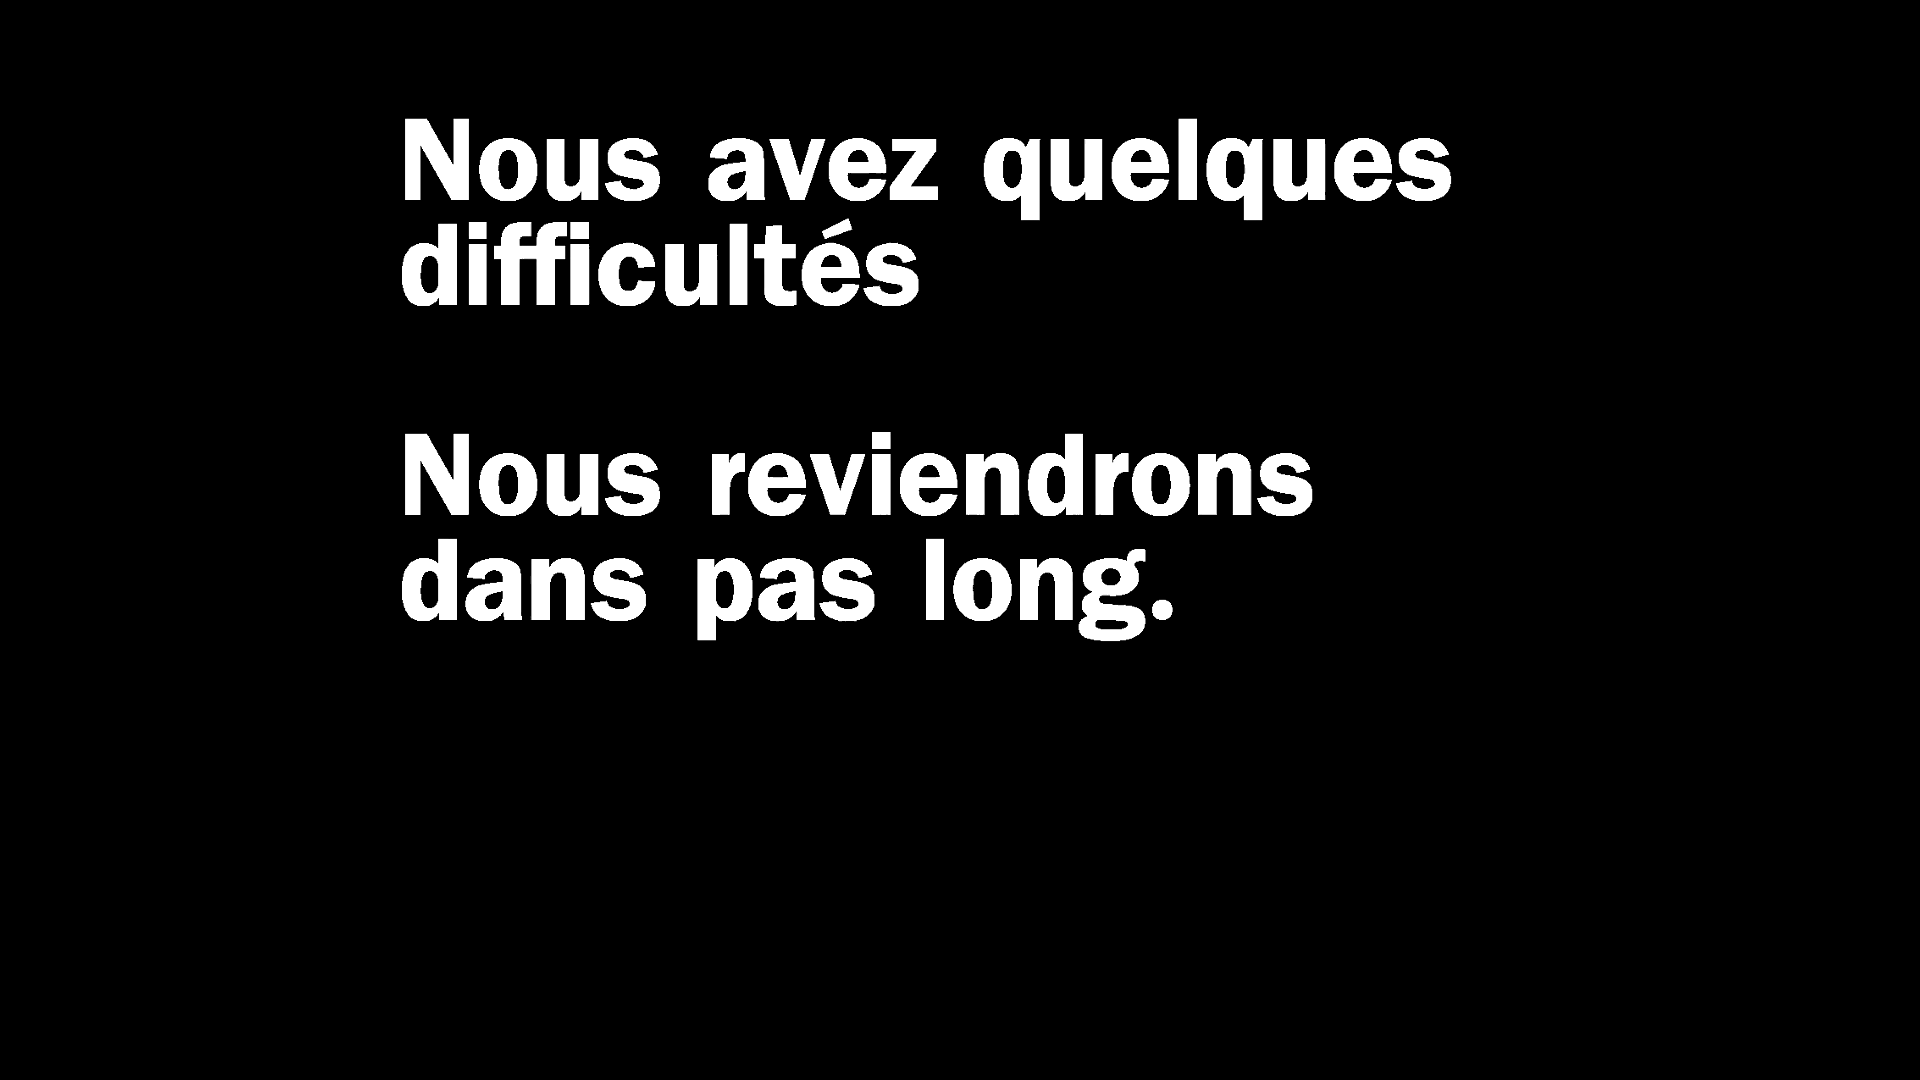 Nous avez quelques
difficultés
Nous reviendrons
dans pas long.